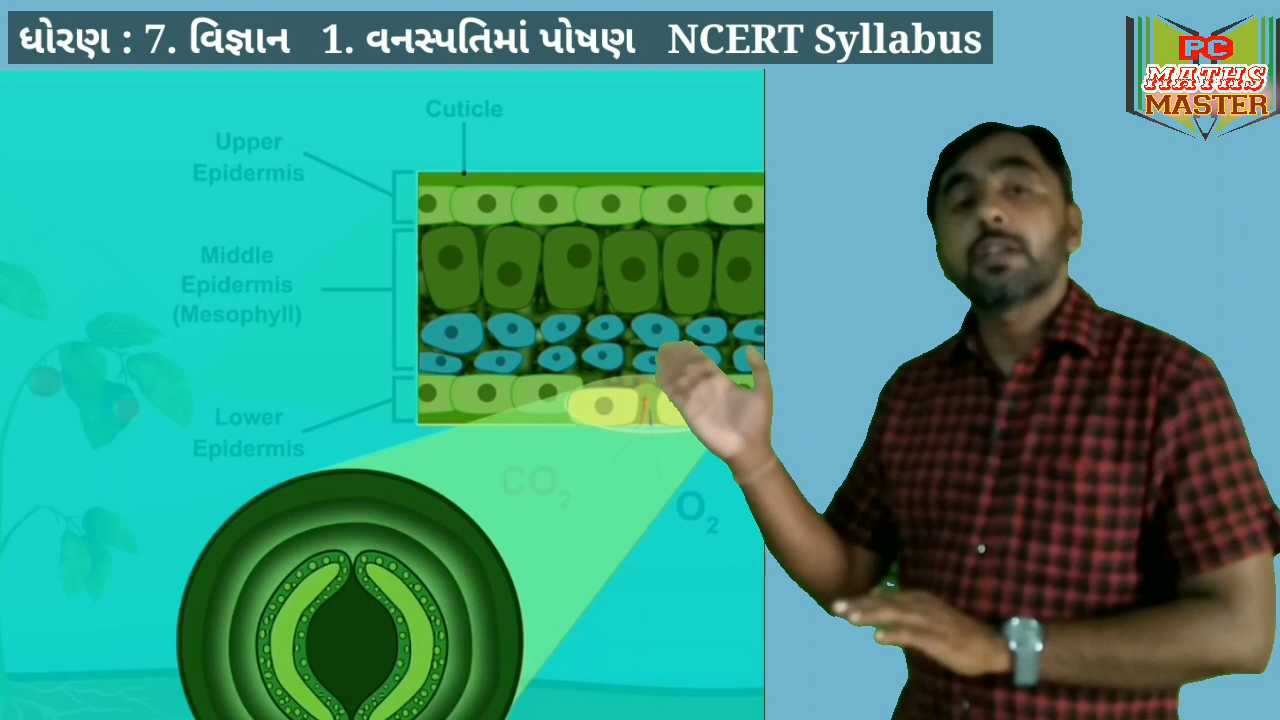 ધોરણ : 7. વિજ્ઞાન 1. વનસ્પતિમાં પોષણ NCERT Syllabus
PC
MATHS
MASTER
Cuticle
Upper
Epidermis
Middle
Epidermis
(Mesophyll)
Lower
Epidermis
CO2
O2